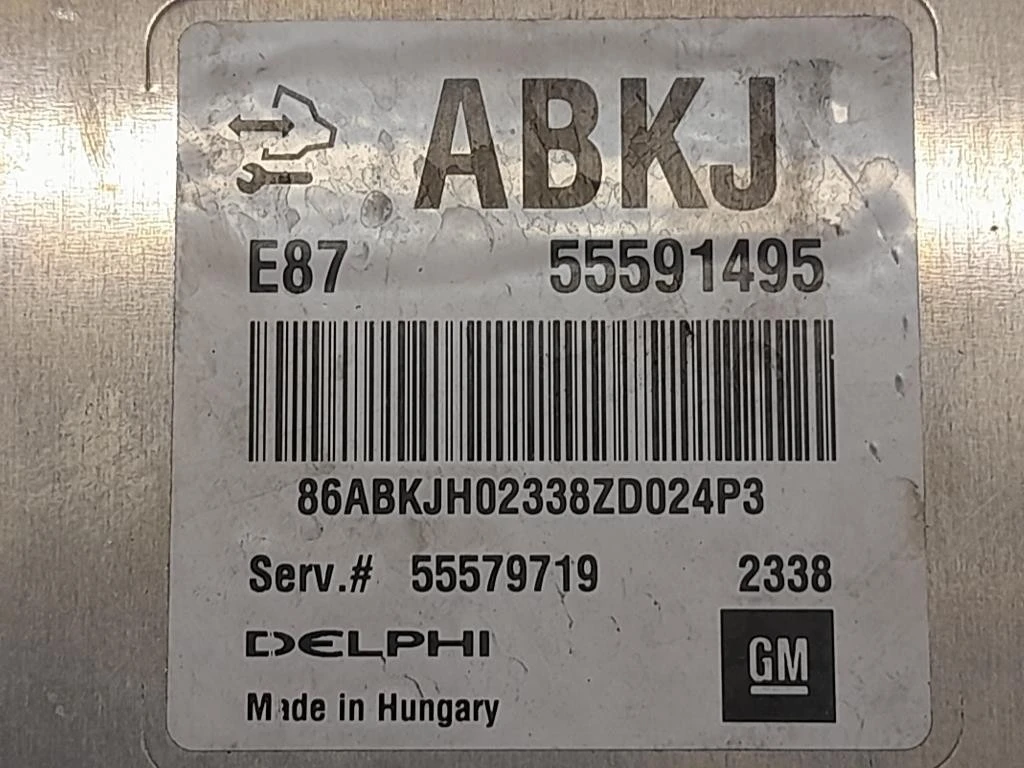 ABKJ
E87 55591495
86ABKJH02338ZD024P3
Serv.# 55579719 2338
DELPHI
GM
Made in Hungary